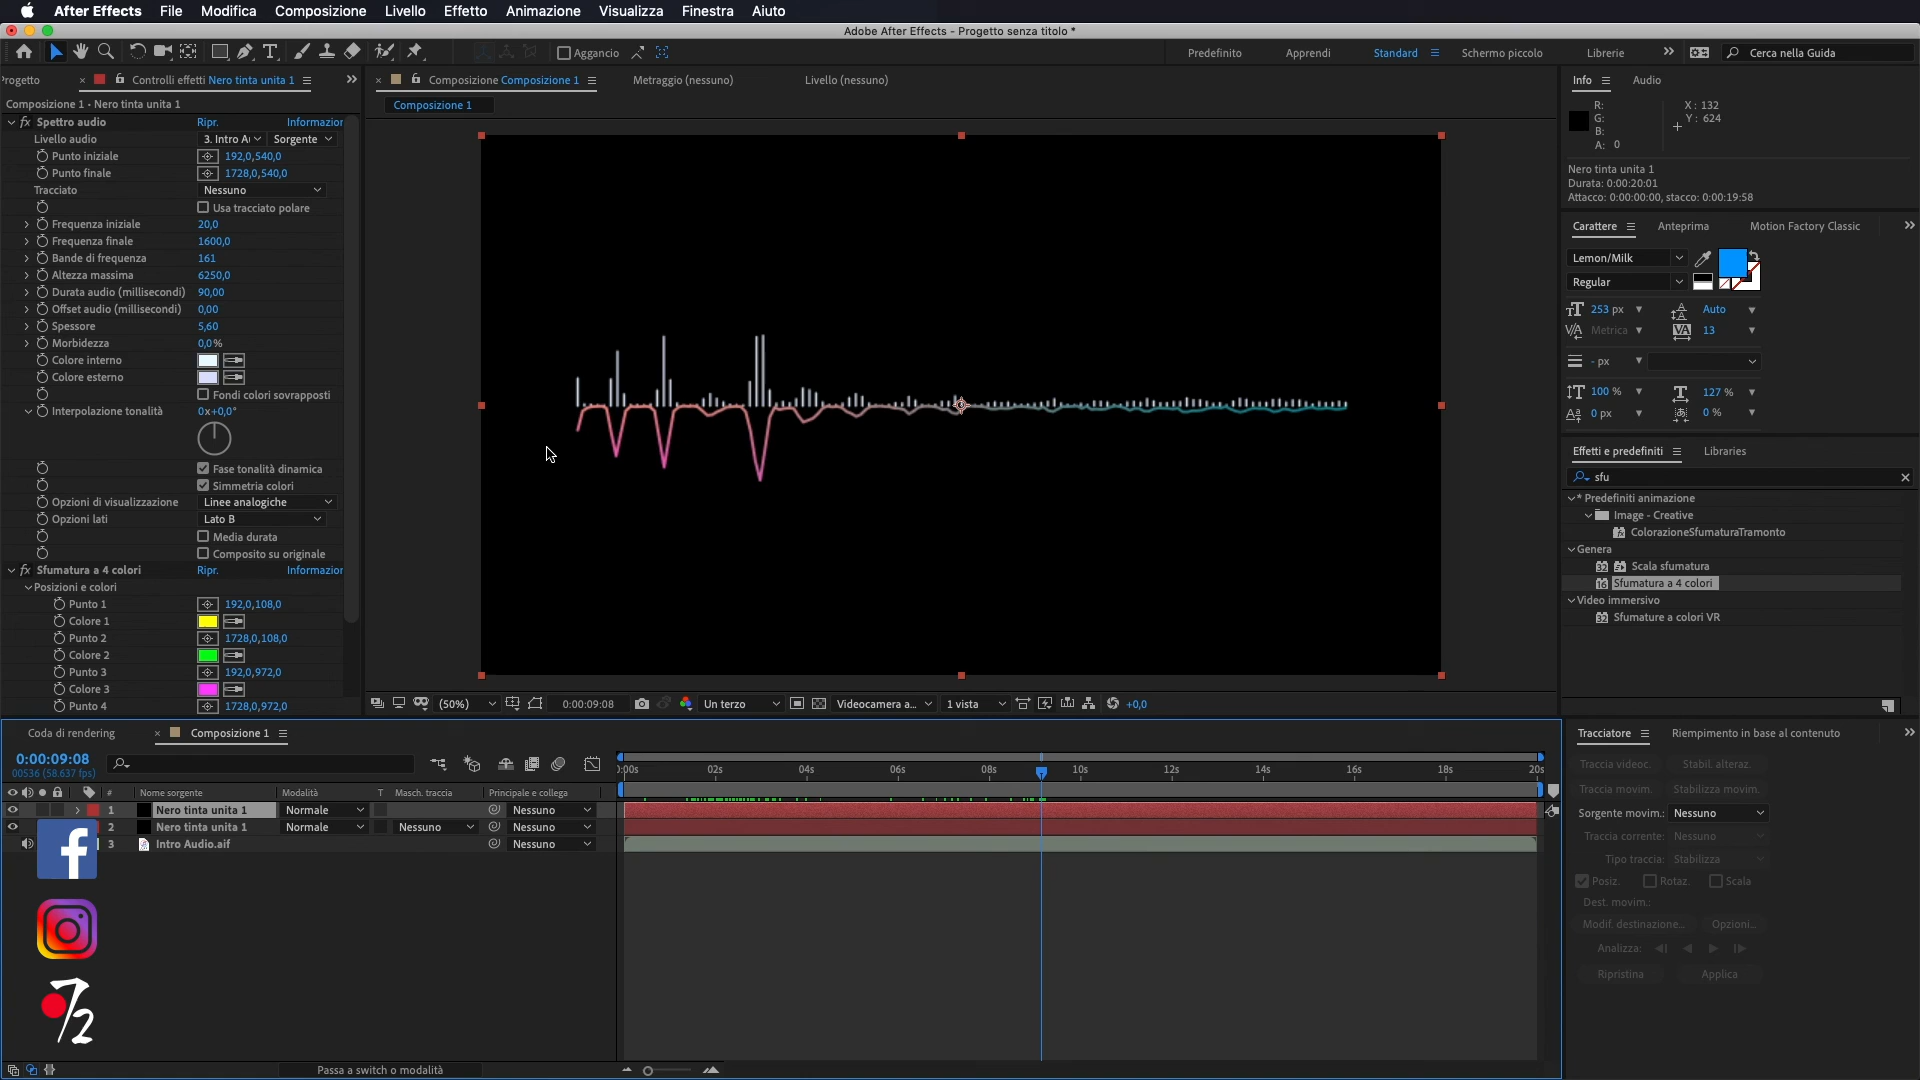 After Effects File Modifica Composizione Livello Effetto Animazione Visualizza Finestra Aiuto
Adobe After Effects - Progetto senza titolo *
Aggancio Predefinito Apprendi Standard Schermo piccolo Librerie Cerca nella Guida
rogetto Controlli effetti Nero tinta unita 1
Composizione 1 • Nero tinta unita 1
Spettro audio Ripr. Informazior
Livello audio 3. Intro Au Sorgente
Punto iniziale 192,0,540,0
Punto finale 1728,0,540,0
Tracciato Nessuno
Usa tracciato polare
Frequenza iniziale 20,0
Frequenza finale 1600,0
Bande di frequenza 161
Altezza massima 6250,0
Durata audio (millisecondi) 90,00
Offset audio (millisecondi) 0,00
Spessore 5,60
Morbidezza 0,0%
Colore interno
Colore esterno
Fondi colori sovrapposti
Interpolazione tonalità 0x+0,0°
Fase tonalità dinamica
Simmetria colori
Opzioni di visualizzazione Linee analogiche
Opzioni lati Lato B
Media durata
Composito su originale
Sfumatura a 4 colori Ripr. Informazior
Posizioni e colori
Punto 1 192,0,108,0
Colore 1
Punto 2 1728,0,108,0
Colore 2
Punto 3 192,0,972,0
Colore 3
Punto 4 1728,0,972,0
Composizione Composizione 1 Metraggio (nessuno) Livello (nessuno)
Composizione 1
(50%) 0:00:09:08 Un terzo Videocamera a... 1 vista +0,0
Info Audio
R: X: 132
G: Y: 624
B:
A: 0
Nero tinta unita 1
Durata: 0:00:20:01
Attacco: 0:00:00:00, stacco: 0:00:19:58
Carattere Anteprima Motion Factory Classic
Lemon/Milk
Regular
253 px Auto
Metrica 13
- px
100 % 127 %
0 px 0 %
Effetti e predefiniti Libraries
sfu
* Predefiniti animazione
Image - Creative
ColorazioneSfumaturaTramonto
Genera
32 Scala sfumatura
16 Sfumatura a 4 colori
Video immersivo
32 Sfumature a colori VR
Coda di rendering Composizione 1
0:00:09:08
00536 (58.637 fps)
# Nome sorgente Modalità T Masch. traccia Principale e collega
):00s 02s 04s 06s 08s 10s 12s 14s 16s 18s 20s
1 Nero tinta unita 1 Normale Nessuno
2 Nero tinta unita 1 Normale Nessuno Nessuno
3 Intro Audio.aif Nessuno
Passa a switch o modalità
Tracciatore Riempimento in base al contenuto
Traccia videoc. Stabil. alteraz.
Traccia movim. Stabilizza movim.
Sorgente movim.: Nessuno
Traccia corrente: Nessuno
Tipo traccia: Stabilizza
Posiz. Rotaz. Scala
Dest. movim.:
Modif. destinazione... Opzioni...
Analizza:
Ripristina Applica